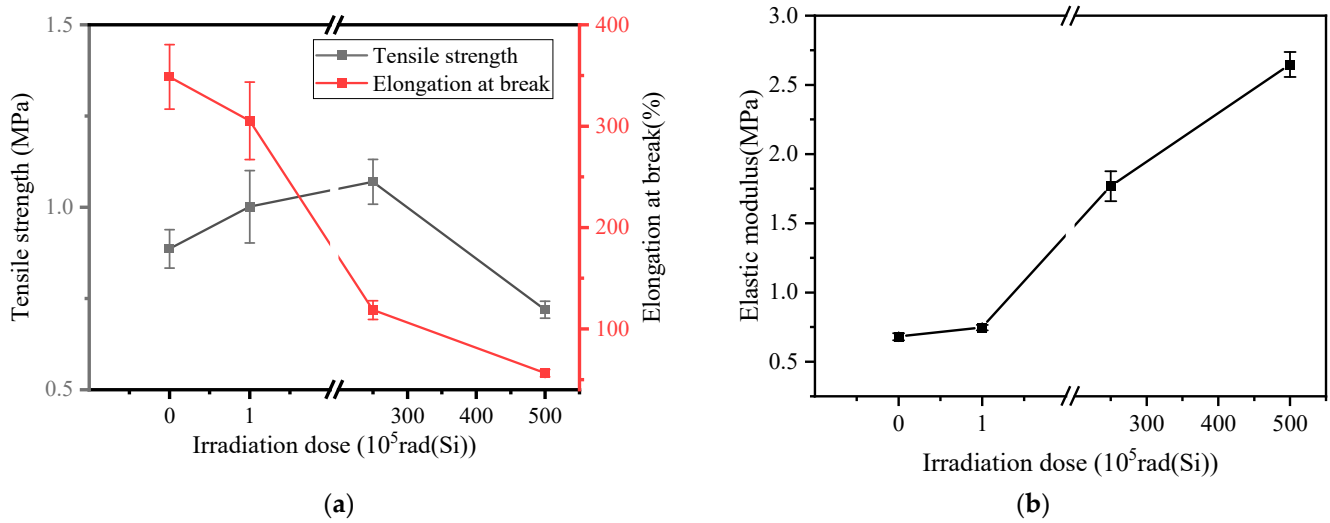 1.5
1.0
0.5
Tensile strength (MPa)
Tensile strength
Elongation at break
400
300
200
100
Elongation at break(%)
0 1 300 400 500
Irradiation dose (10⁵rad(Si))
(a)
3.0
2.5
2.0
1.5
1.0
0.5
Elastic modulus(MPa)
0 1 300 400 500
Irradiation dose (10⁵rad(Si))
(b)